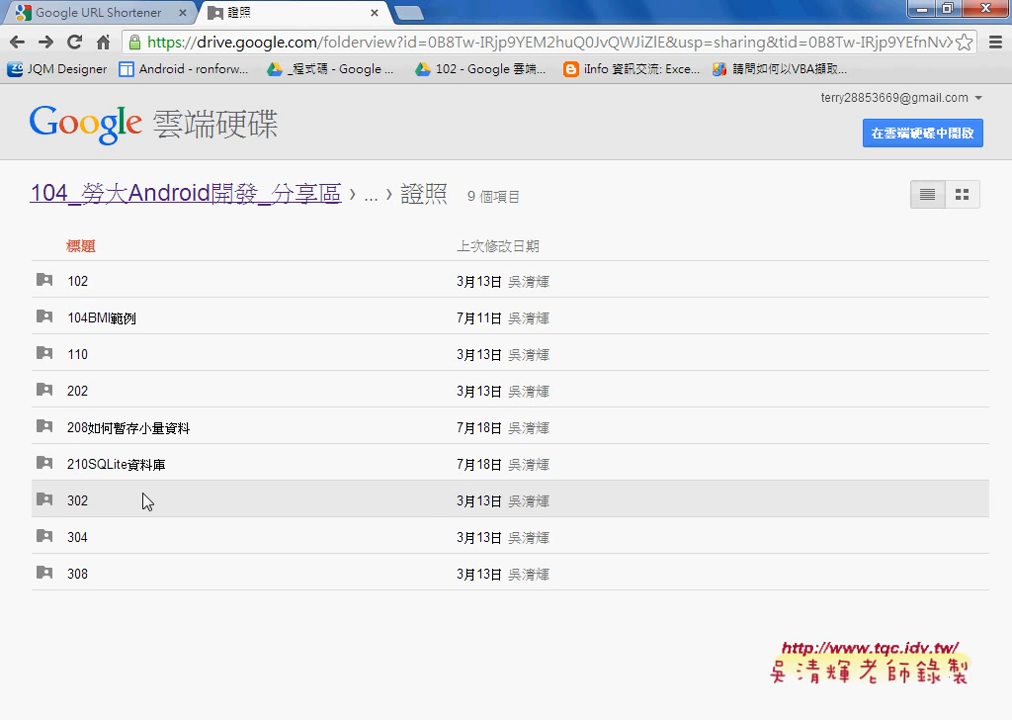 Google URL Shortener
證照
https://drive.google.com/folderview?id=0B8Tw-IRjp9YEM2huQ0JvQWJiZlE&usp=sharing&tid=0B8Tw-IRjp9YEfnNv
JQM Designer
Android - ronforw...
_程式碼 - Google ...
102 - Google 雲端...
iInfo 資訊交流: Exce...
請問如何以VBA擷取...
terry28853669@gmail.com
Google 雲端硬碟
在雲端硬碟中開啟
104_勞大Android開發_分享區 › ... › 證照 9 個項目
標題 上次修改日期
102 3月13日 吳清輝
104BMI範例 7月11日 吳清輝
110 3月13日 吳清輝
202 3月13日 吳清輝
208如何暫存小量資料 7月18日 吳清輝
210SQLite資料庫 7月18日 吳清輝
302 3月13日 吳清輝
304 3月13日 吳清輝
308 3月13日 吳清輝
http://www.tqc.idv.tw/
吳清輝老師錄製